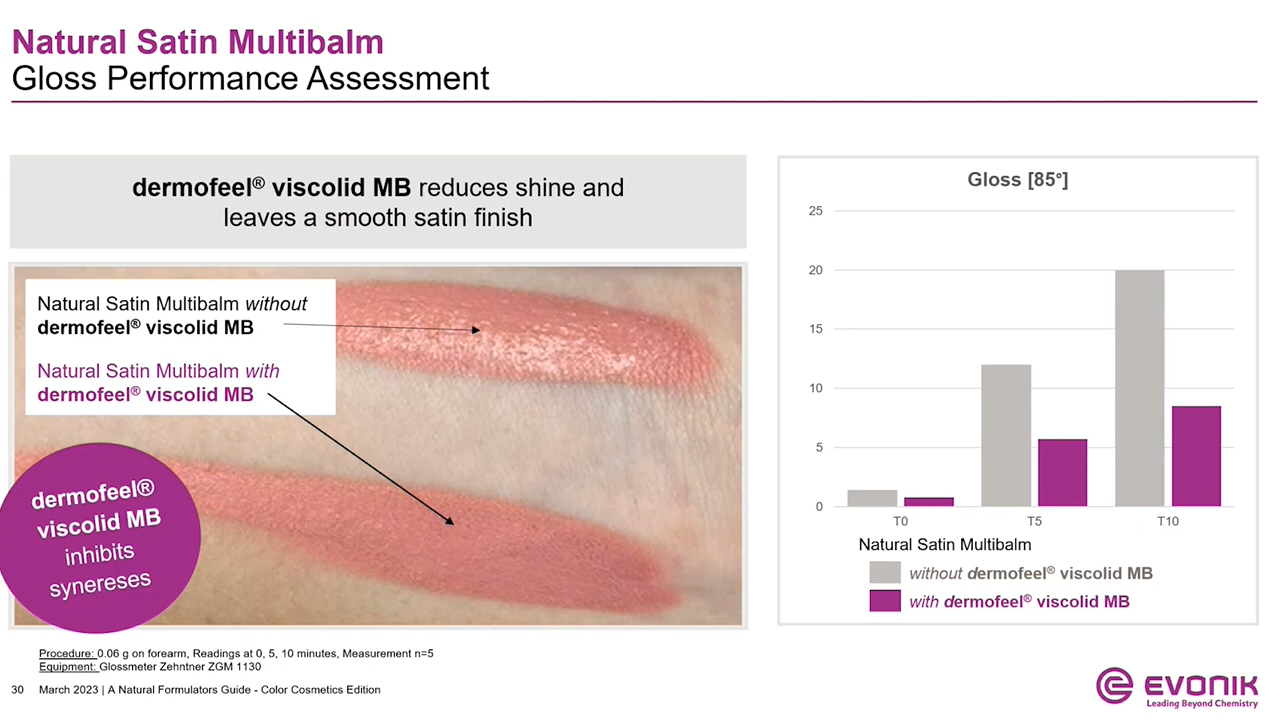 Natural Satin Multibalm
Gloss Performance Assessment
dermofeel® viscolid MB reduces shine and
leaves a smooth satin finish
Natural Satin Multibalm without
dermofeel® viscolid MB
Natural Satin Multibalm with
dermofeel® viscolid MB
dermofeel®
viscolid MB
inhibits
synereses
Gloss [85°]
25
20
15
10
5
0
T0 T5 T10
Natural Satin Multibalm
without dermofeel® viscolid MB
with dermofeel® viscolid MB
Procedure: 0.06 g on forearm, Readings at 0, 5, 10 minutes, Measurement n=5
Equipment: Glossmeter Zehntner ZGM 1130
30 March 2023 | A Natural Formulators Guide - Color Cosmetics Edition
EVONIK
Leading Beyond Chemistry